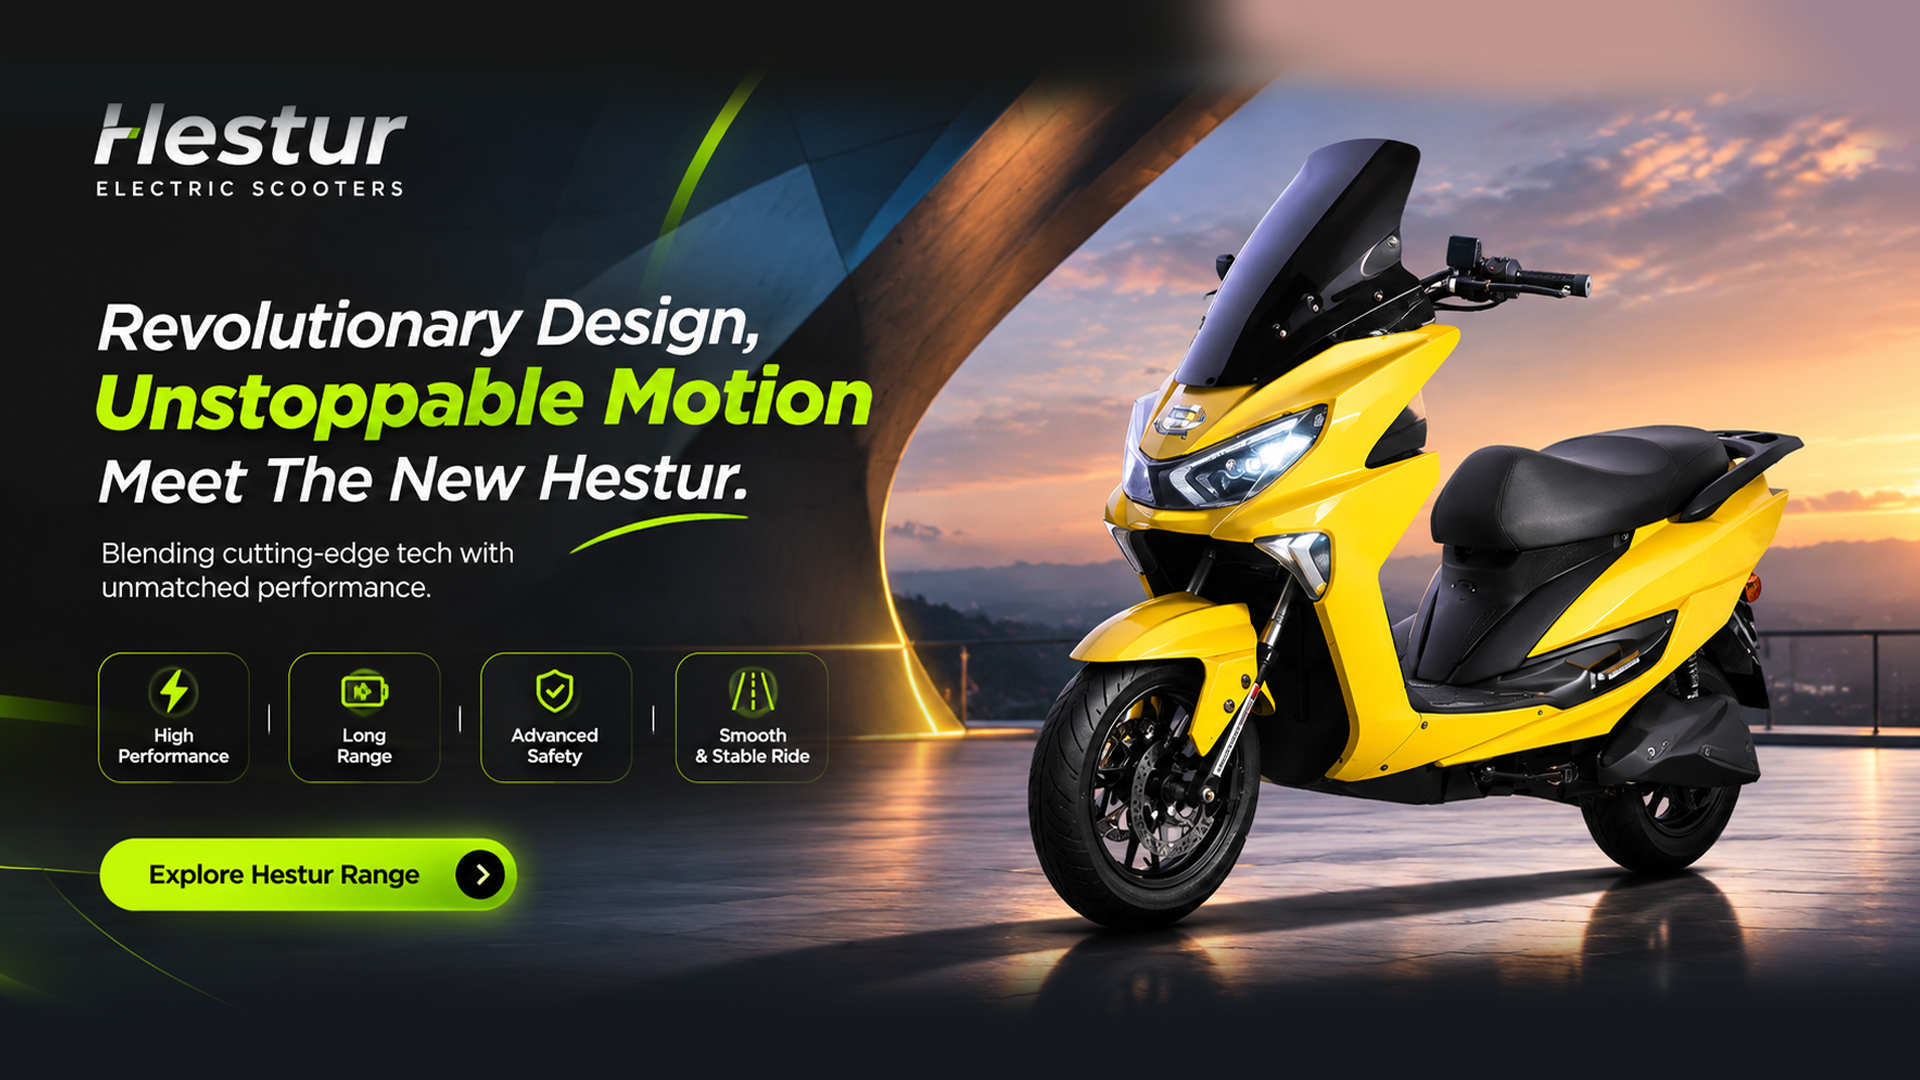 Hestur
ELECTRIC SCOOTERS
Revolutionary Design,
Unstoppable Motion
Meet The New Hestur.
Blending cutting-edge tech with
unmatched performance.
High
Performance
Long
Range
Advanced
Safety
Smooth
& Stable Ride
Explore Hestur Range